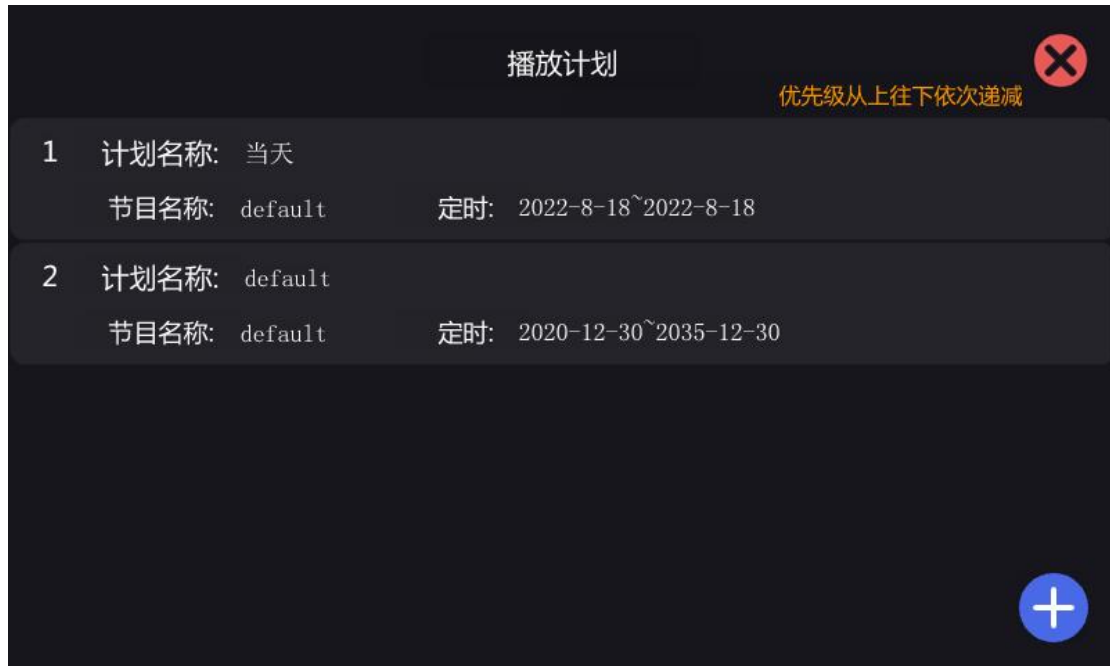 播放计划
优先级从上往下依次递减
1 计划名称: 当天
节目名称: default 定时: 2022-8-18~2022-8-18
2 计划名称: default
节目名称: default 定时: 2020-12-30~2035-12-30